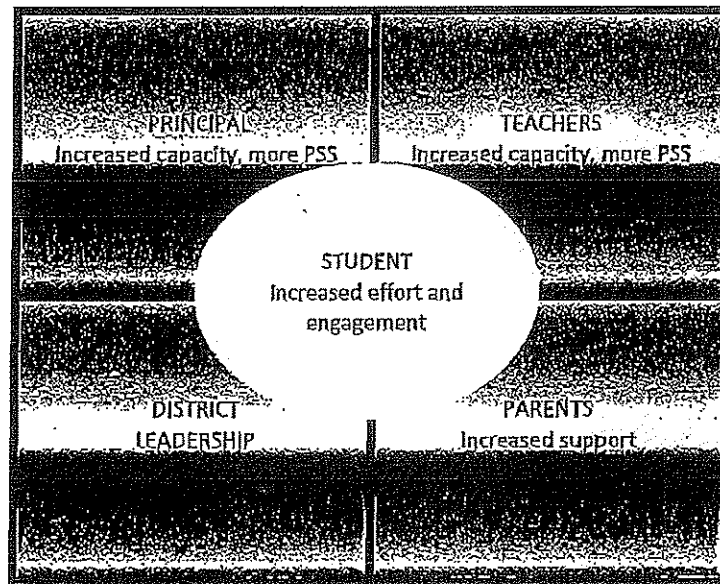 PRINCIPAL
Increased capacity, more PSS
TEACHERS
Increased capacity, more PSS
STUDENT
Increased effort and
engagement
DISTRICT
LEADERSHIP
PARENTS
Increased support